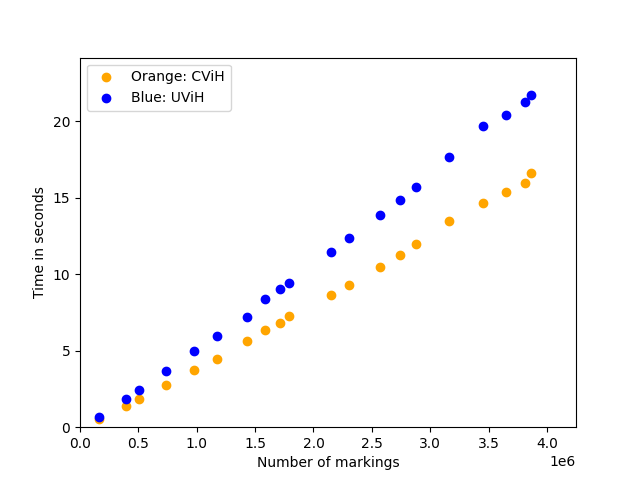 Orange: CViH
Blue: UViH
Time in seconds
20
15
10
5
0
0.0 0.5 1.0 1.5 2.0 2.5 3.0 3.5 4.0
1e6
Number of markings